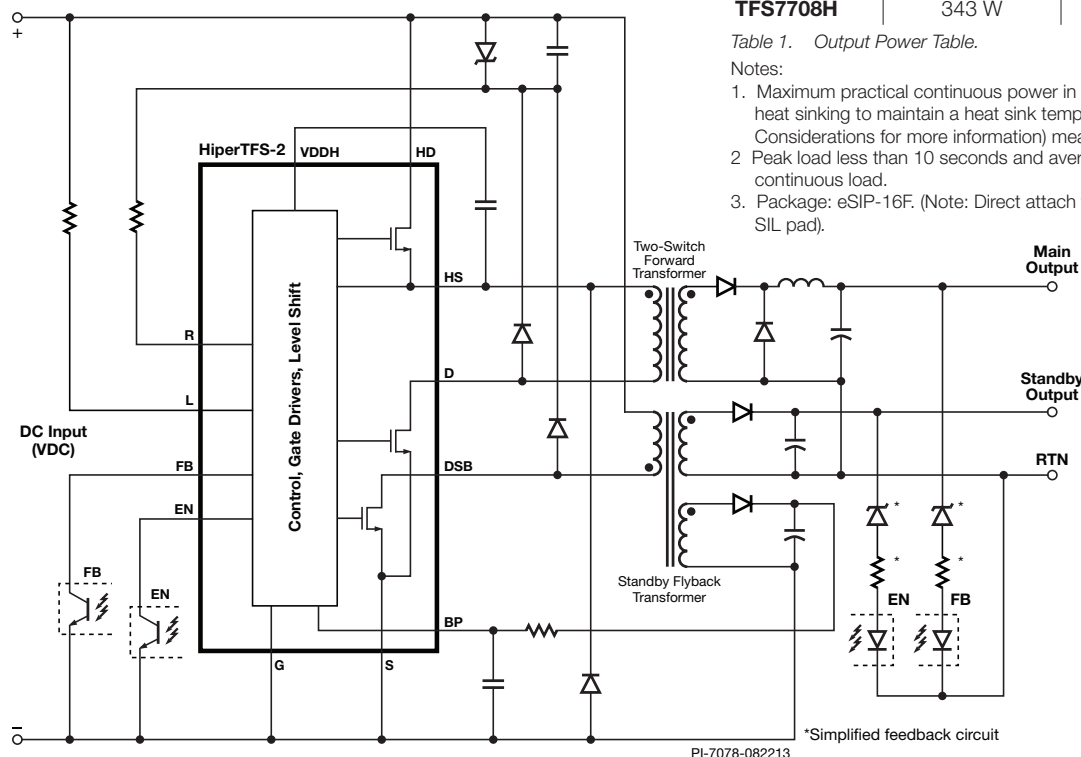 TFS7708H 343 W
Table 1. Output Power Table.
Notes:
1. Maximum practical continuous power in
heat sinking to maintain a heat sink temp
Considerations for more information) mea
2 Peak load less than 10 seconds and aver
continuous load.
3. Package: eSIP-16F. (Note: Direct attach
SIL pad).
+
HiperTFS-2
VDDH
HD
Two-Switch
Forward
Transformer
Main
Output
HS
Control, Gate Drivers, Level Shift
R
D
L
Standby
Output
DC Input
(VDC)
FB
DSB
RTN
EN
*
*
*
*
FB
EN
Standby Flyback
Transformer
EN
FB
BP
G
S
–
*Simplified feedback circuit
PI-7078-082213